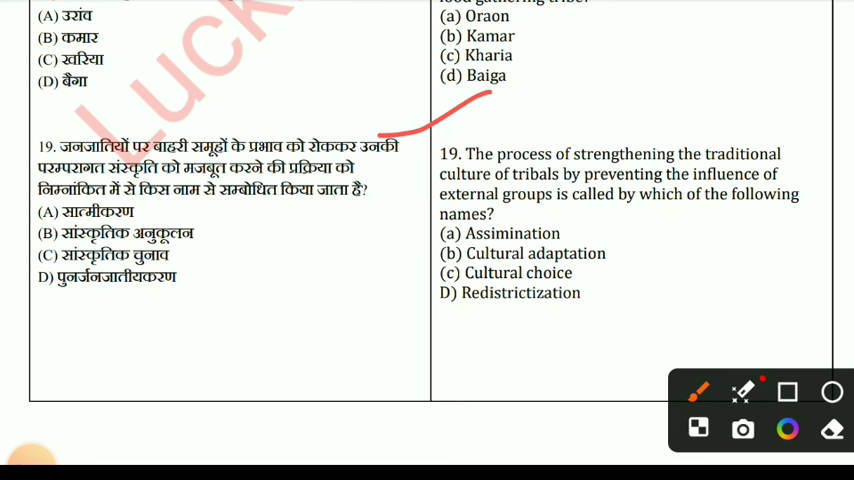 (A) उरांव
(B) कमार
(C) खरिया
(D) बैगा
19. जनजातियों पर बाहरी समूहों के प्रभाव को रोककर उनकी
परम्परागत संस्कृति को मजबूत करने की प्रक्रिया को
निम्नांकित में से किस नाम से सम्बोधित किया जाता है?
(A) सात्मीकरण
(B) सांस्कृतिक अनुकूलन
(C) सांस्कृतिक चुनाव
D) पुनर्जनजातीयकरण
(a) Oraon
(b) Kamar
(c) Kharia
(d) Baiga
19. The process of strengthening the traditional
culture of tribals by preventing the influence of
external groups is called by which of the following
names?
(a) Assimination
(b) Cultural adaptation
(c) Cultural choice
D) Redistrictization